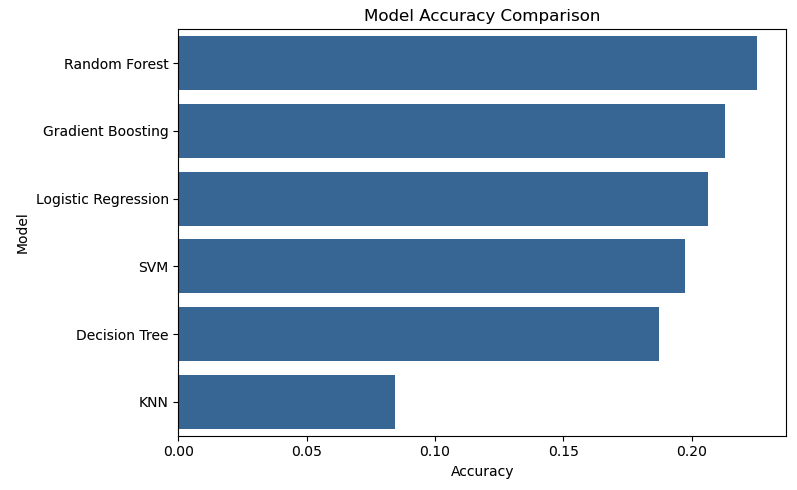 Model Accuracy Comparison
Random Forest
Gradient Boosting
Logistic Regression
SVM
Decision Tree
KNN
Model
0.00 0.05 0.10 0.15 0.20
Accuracy